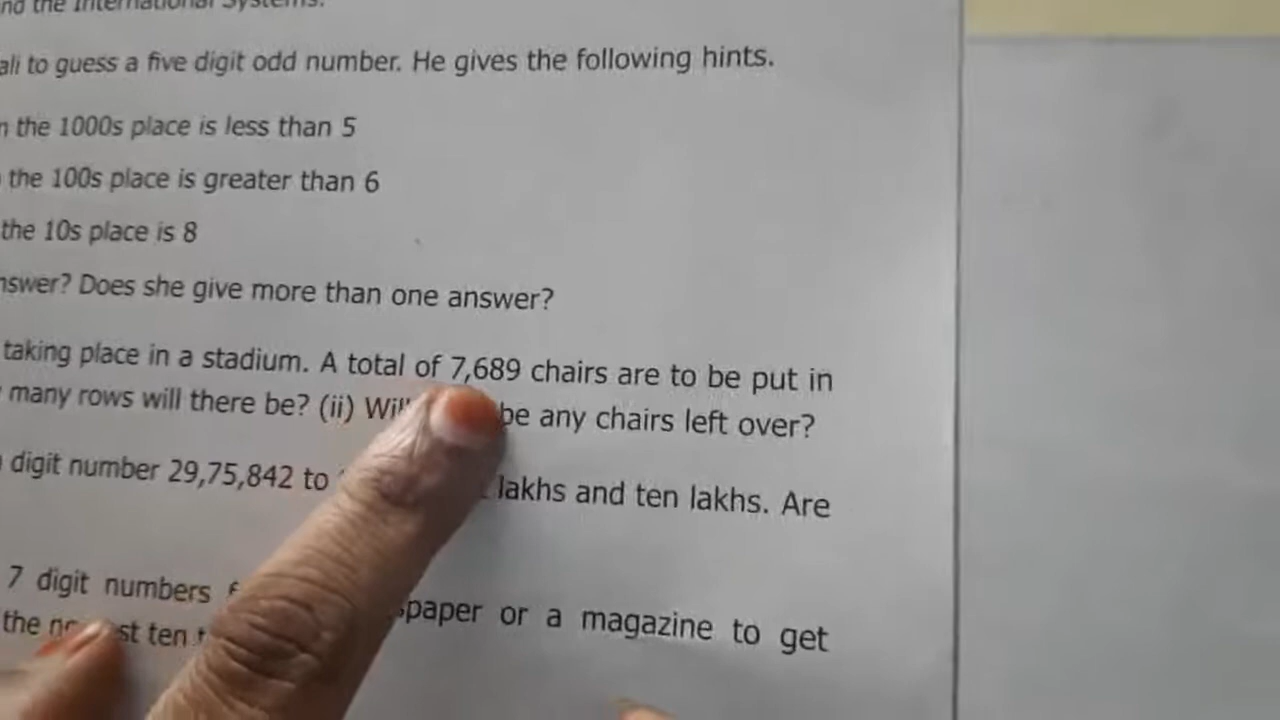 nd the International Systems.
ali to guess a five digit odd number. He gives the following hints.
the 1000s place is less than 5
the 100s place is greater than 6
the 10s place is 8
nswer? Does she give more than one answer?
taking place in a stadium. A total of 7,689 chairs are to be put in
many rows will there be? (ii) Wil be any chairs left over?
digit number 29,75,842 to lakhs and ten lakhs. Are
7 digit numbers spaper or a magazine to get
the st ten t